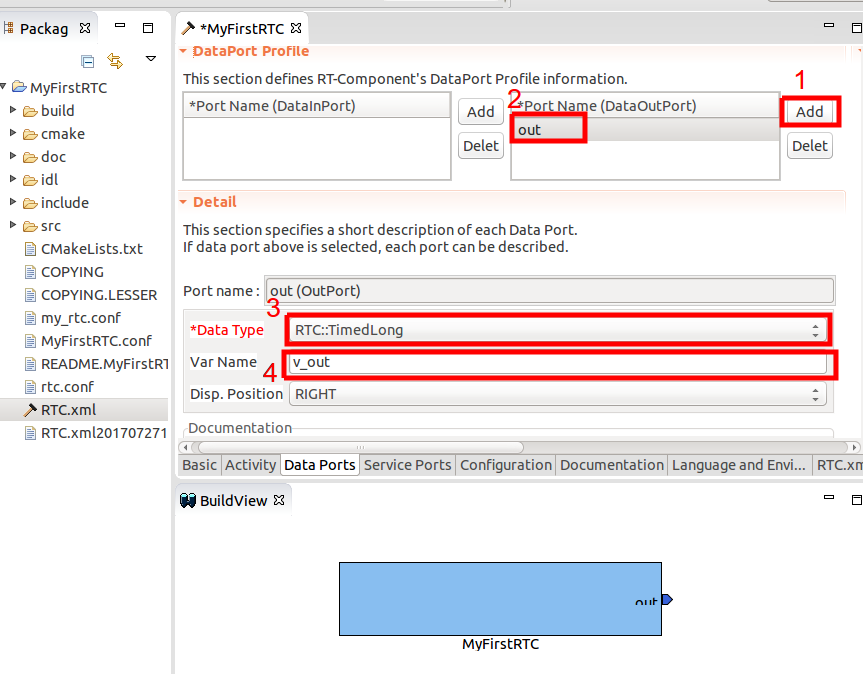 Packag
*MyFirstRTC
MyFirstRTC
build
cmake
doc
idl
include
src
CMakeLists.txt
COPYING
COPYING.LESSER
my_rtc.conf
MyFirstRTC.conf
README.MyFirstRT
rtc.conf
RTC.xml
RTC.xml201707271
DataPort Profile
This section defines RT-Component's DataPort Profile information.
1
*Port Name (DataInPort)
Add
Delet
2
*Port Name (DataOutPort)
out
Add
Delet
Detail
This section specifies a short description of each Data Port.
If data port above is selected, each port can be described.
Port name : out (OutPort)
3
*Data Type RTC::TimedLong
Var Name v_out
4
Disp. Position RIGHT
Documentation
Basic Activity Data Ports Service Ports Configuration Documentation Language and Envi... RTC.xm
BuildView
out
MyFirstRTC